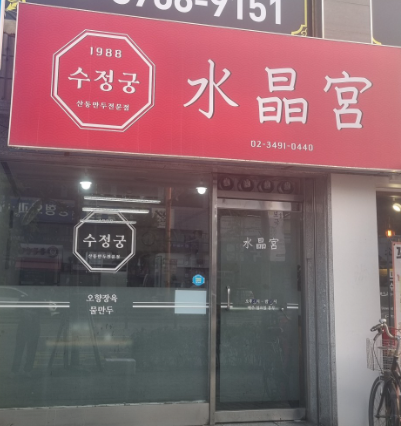 9151
1988
수정궁
산동만두전문점
水晶宮
02-3491-0440
수정궁
산동만두전문점
水晶宮
오향장육
물만두